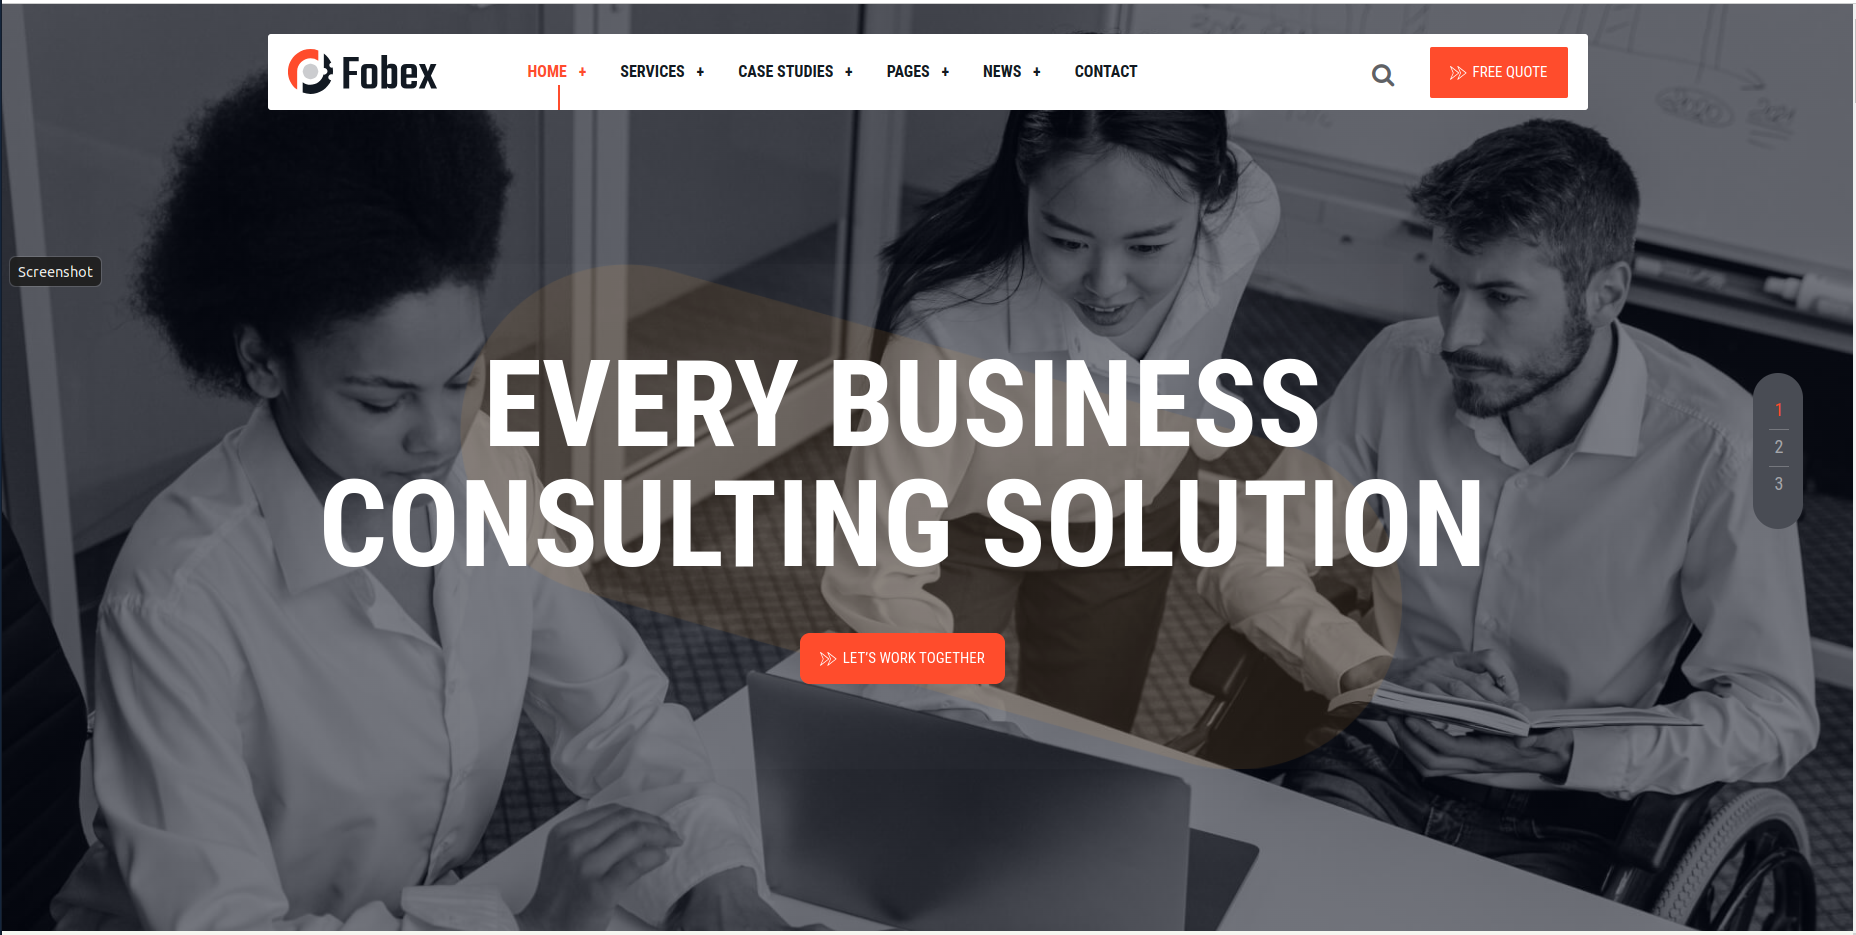 Fobex
HOME + SERVICES + CASE STUDIES + PAGES + NEWS + CONTACT
FREE QUOTE
Screenshot
EVERY BUSINESS
CONSULTING SOLUTION
1
2
3
LET'S WORK TOGETHER